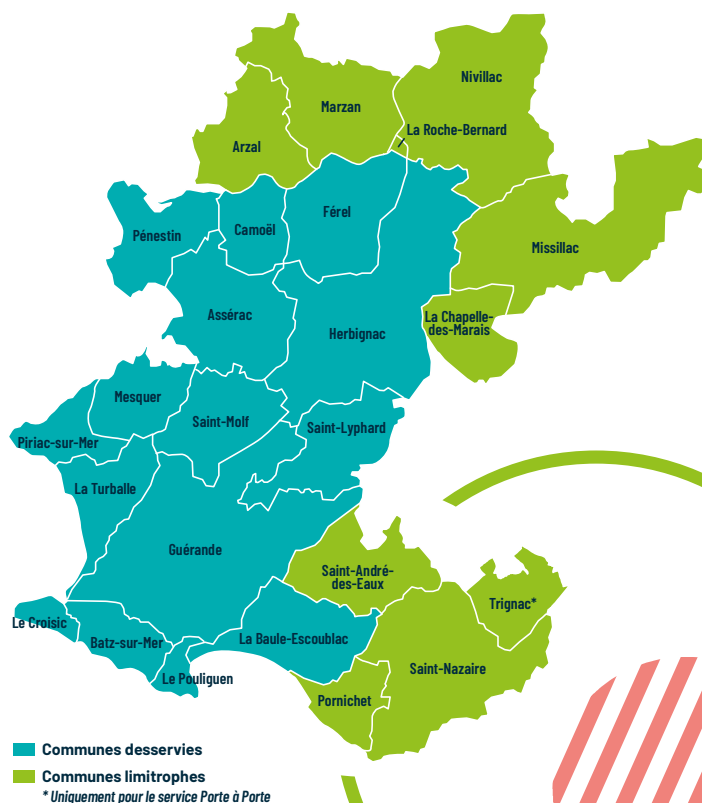 Nivillac
Marzan
La Roche-Bernard
Arzal
Férel
Camoël
Pénestin
Missillac
Assérac
La Chapelle-
des-Marais
Herbignac
Mesquer
Saint-Molf
Saint-Lyphard
Piriac-sur-Mer
La Turballe
Guérande
Saint-André-
des-Eaux
Trignac*
Le Croisic
Batz-sur-Mer
La Baule-Escoublac
Saint-Nazaire
Le Pouliguen
Pornichet
Communes desservies
Communes limitrophes
* Uniquement pour le service Porte à Porte